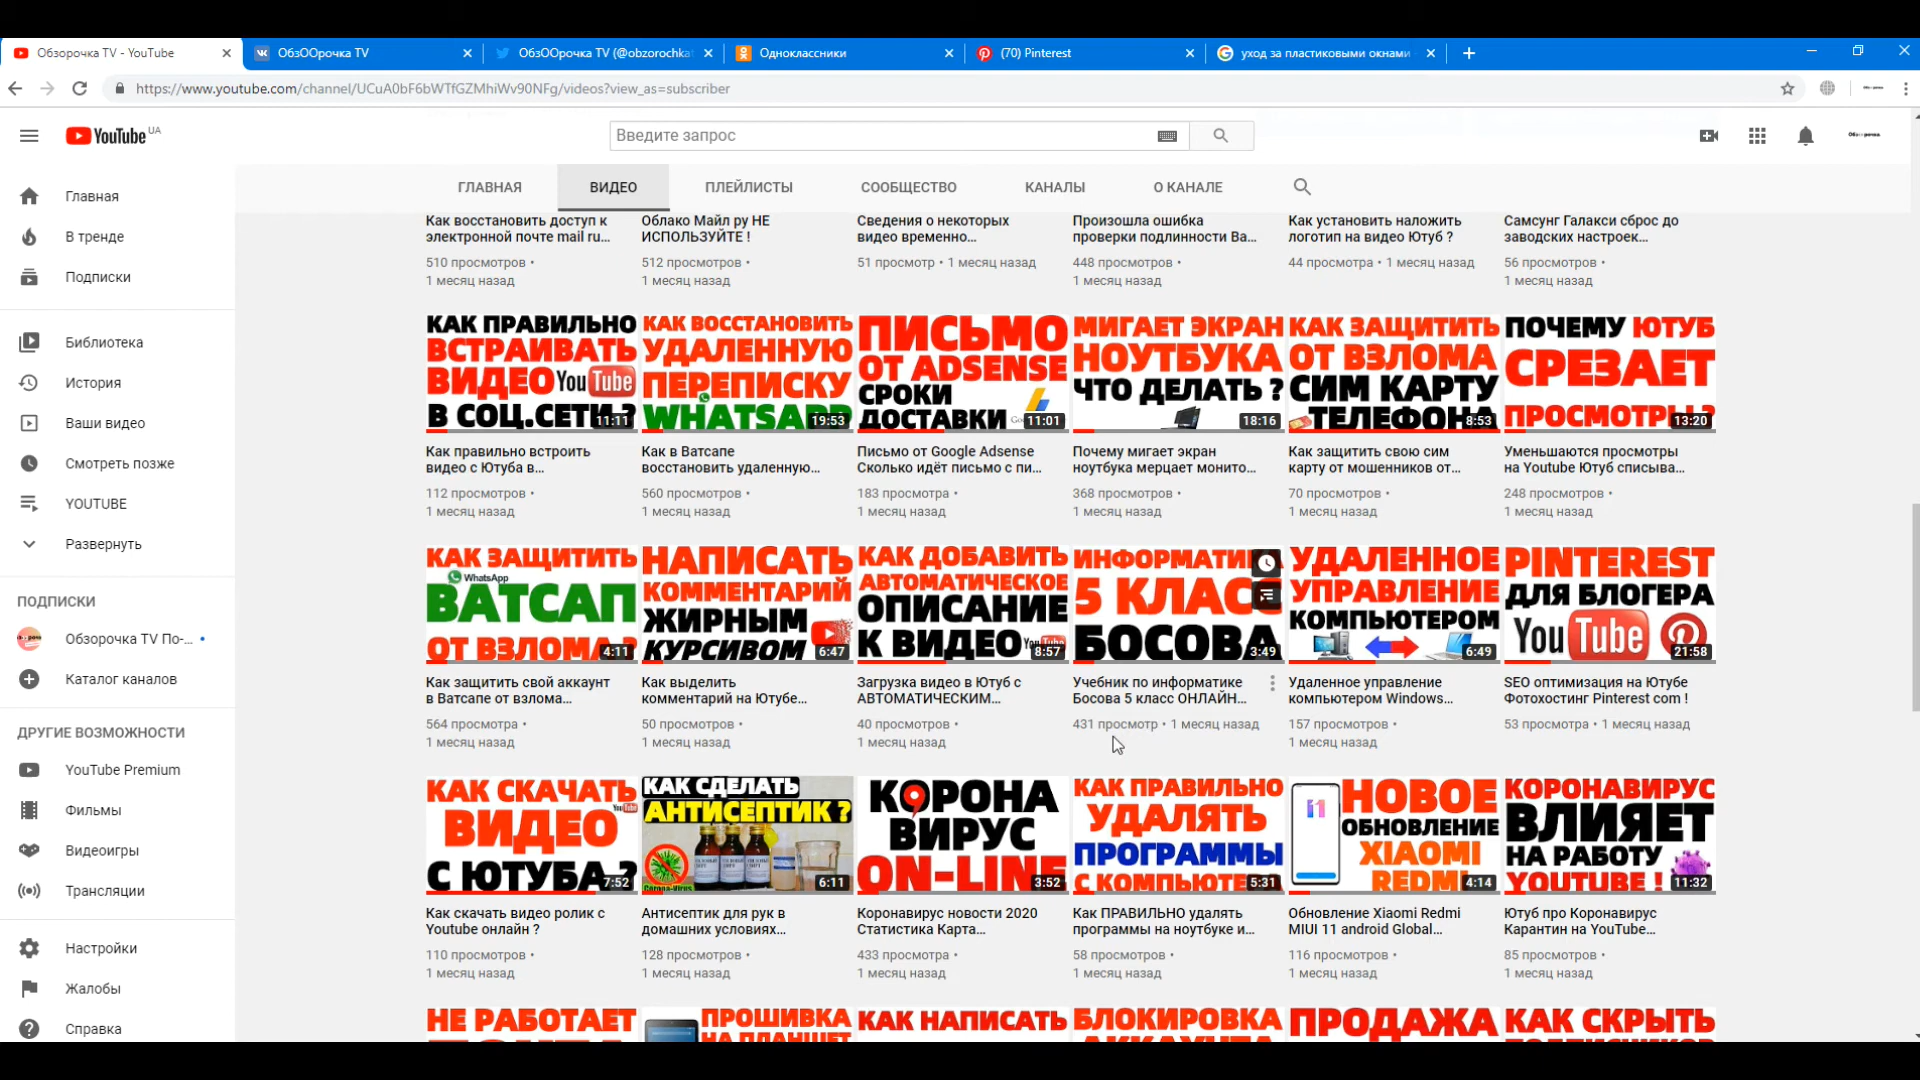 Обзорочка TV - YouTube
ОбзООрочка TV
ОбзООрочка TV (@obzorochka
Одноклассники
(70) Pinterest
уход за пластиковыми окнами
https://www.youtube.com/channel/UCuA0bF6bWTfGZMhiWv90NFg/videos?view_as=subscriber
YouTube UA
Введите запрос
ГЛАВНАЯ
ВИДЕО
ПЛЕЙЛИСТЫ
СООБЩЕСТВО
КАНАЛЫ
О КАНАЛЕ
Главная
В тренде
Подписки
Библиотека
История
Ваши видео
Смотреть позже
YOUTUBE
Развернуть
ПОДПИСКИ
Обзорочка TV По-...
Каталог каналов
ДРУГИЕ ВОЗМОЖНОСТИ
YouTube Premium
Фильмы
Видеоигры
Трансляции
Настройки
Жалобы
Справка
Как восстановить доступ к
электронной почте mail ru...
510 просмотров •
1 месяц назад
Облако Майл ру НЕ
ИСПОЛЬЗУЙТЕ !
512 просмотров •
1 месяц назад
Сведения о некоторых
видео временно...
51 просмотр • 1 месяц назад
Произошла ошибка
проверки подлинности Ва...
448 просмотров •
1 месяц назад
Как установить наложить
логотип на видео Ютуб ?
44 просмотра • 1 месяц назад
Самсунг Галакси сброс до
заводских настроек...
56 просмотров •
1 месяц назад
КАК ПРАВИЛЬНО
ВСТРАИВАТЬ
ВИДЕО YouTube
В СОЦ.СЕТИ ?
11:11
Как правильно встроить
видео с Ютуба в...
112 просмотров •
1 месяц назад
КАК ВОССТАНОВИТЬ
УДАЛЕННУЮ
ПЕРЕПИСКУ
WHATSAPP
19:53
Как в Ватсапе
восстановить удаленную...
560 просмотров •
1 месяц назад
ПИСЬМО
ОТ ADSENSE
СРОКИ
ДОСТАВКИ
11:01
Письмо от Google Adsense
Сколько идёт письмо с пи...
183 просмотра •
1 месяц назад
МИГАЕТ ЭКРАН
НОУТБУКА
ЧТО ДЕЛАТЬ ?
18:16
Почему мигает экран
ноутбука мерцает монито...
368 просмотров •
1 месяц назад
КАК ЗАЩИТИТЬ
ОТ ВЗЛОМА
СИМ КАРТУ
ТЕЛЕФОНА
8:53
Как защитить свою сим
карту от мошенников от...
70 просмотров •
1 месяц назад
ПОЧЕМУ ЮТУБ
СРЕЗАЕТ
ПРОСМОТРЫ ?
13:20
Уменьшаются просмотры
на Youtube Ютуб списыва...
248 просмотров •
1 месяц назад
КАК ЗАЩИТИТЬ
WhatsApp
ВАТСАП
ОТ ВЗЛОМА
4:11
Как защитить свой аккаунт
в Ватсапе от взлома...
564 просмотра •
1 месяц назад
НАПИСАТЬ
КОММЕНТАРИЙ
ЖИРНЫМ
КУРСИВОМ
6:47
Как выделить
комментарий на Ютубе...
50 просмотров •
1 месяц назад
КАК ДОБАВИТЬ
АВТОМАТИЧЕСКОЕ
ОПИСАНИЕ
К ВИДЕО
8:57
Загрузка видео в Ютуб с
АВТОМАТИЧЕСКИМ...
40 просмотров •
1 месяц назад
ИНФОРМАТИ
5 КЛАСС
БОСОВА
3:49
Учебник по информатике
Босова 5 класс ОНЛАЙН...
431 просмотр • 1 месяц назад
УДАЛЕННОЕ
УПРАВЛЕНИЕ
КОМПЬЮТЕРОМ
6:49
Удаленное управление
компьютером Windows...
157 просмотров •
1 месяц назад
PINTEREST
ДЛЯ БЛОГЕРА
YouTube
21:58
SEO оптимизация на Ютубе
Фотохостинг Pinterest com !
53 просмотра • 1 месяц назад
КАК СКАЧАТЬ
ВИДЕО
С ЮТУБА ?
7:52
Как скачать видео ролик с
Youtube онлайн ?
110 просмотров •
1 месяц назад
КАК СДЕЛАТЬ
АНТИСЕПТИК ?
Corona-Virus
6:11
Антисептик для рук в
домашних условиях...
128 просмотров •
1 месяц назад
КОРОНА
ВИРУС
ON-LINE
3:52
Коронавирус новости 2020
Статистика Карта...
433 просмотра •
1 месяц назад
КАК ПРАВИЛЬНО
УДАЛЯТЬ
ПРОГРАММЫ
С КОМПЬЮТЕ
5:31
Как ПРАВИЛЬНО удалять
программы на ноутбуке и...
58 просмотров •
1 месяц назад
11
НОВОЕ
ОБНОВЛЕНИЕ
XIAOMI
REDMI
4:14
Обновление Xiaomi Redmi
MIUI 11 android Global...
116 просмотров •
1 месяц назад
КОРОНАВИРУС
ВЛИЯЕТ
НА РАБОТУ
YOUTUBE !
11:32
Ютуб про Коронавирус
Карантин на YouTube...
85 просмотров •
1 месяц назад
НЕ РАБОТАЕТ
ПРОШИВКА
НА ПЛАНШЕТ
КАК НАПИСАТЬ
БЛОКИРОВКА
АККАУНТА
ПРОДАЖА
КАК СКРЫТЬ
ПОДПИСЧИКОВ